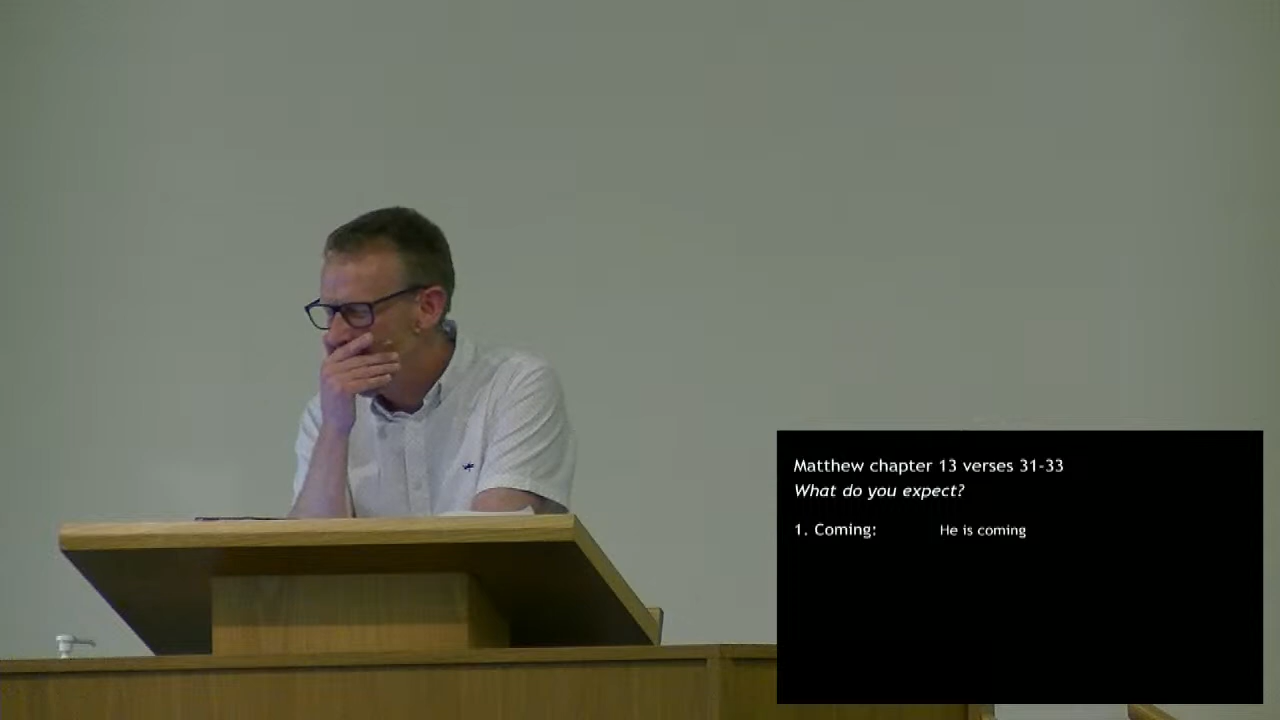 Matthew chapter 13 verses 31-33
What do you expect?
1. Coming: He is coming